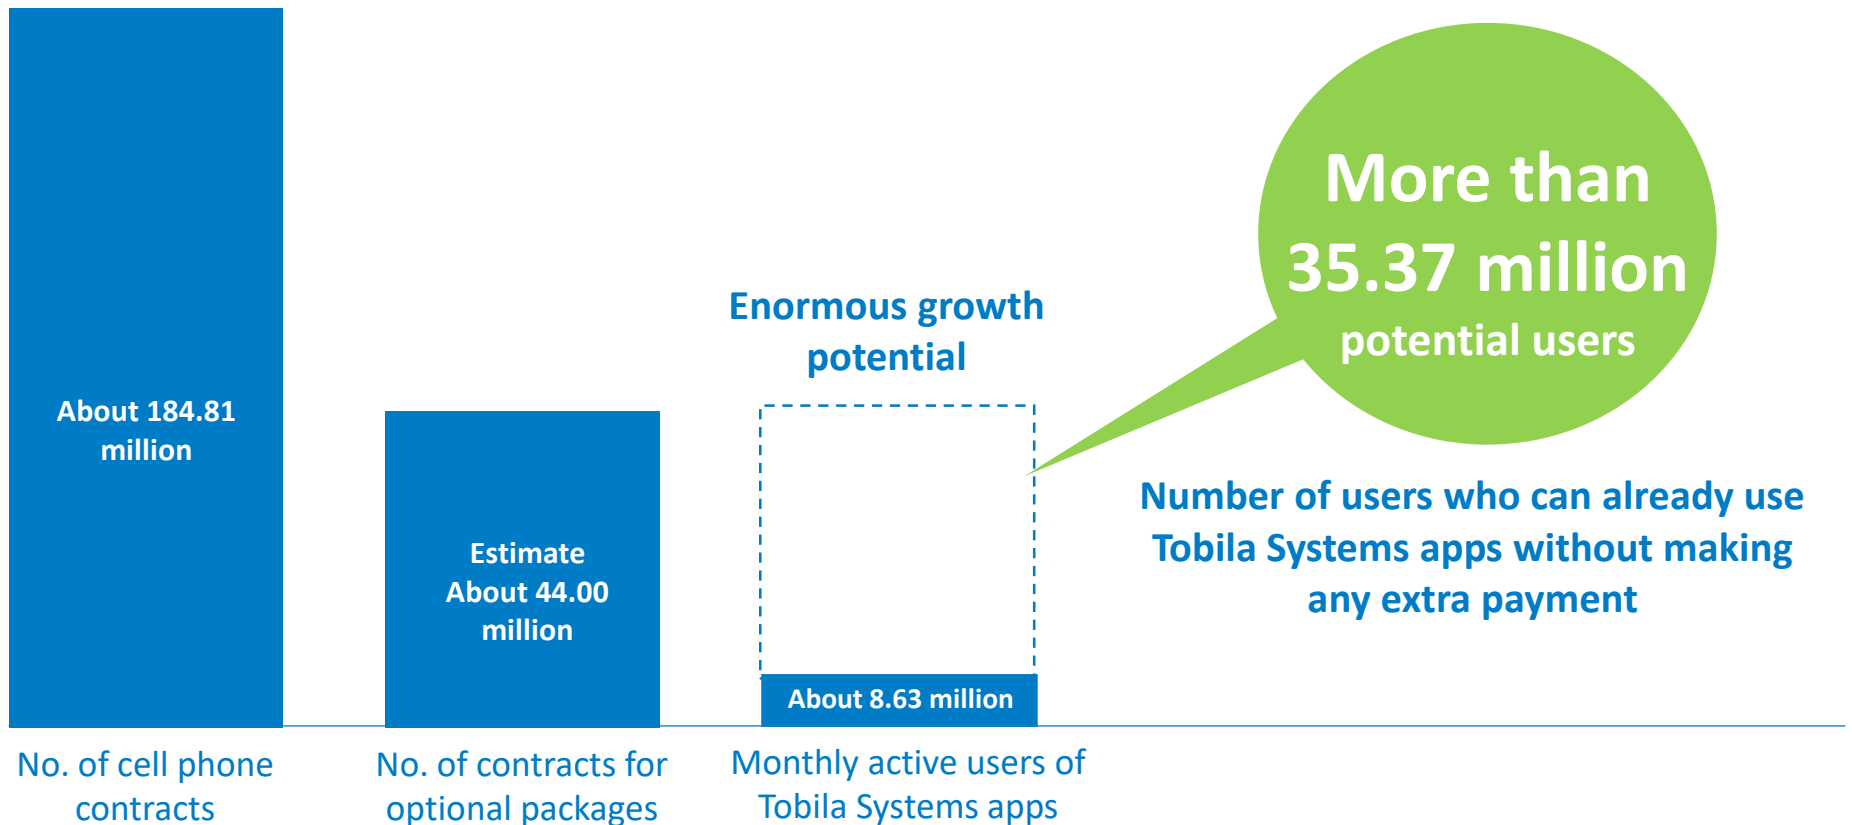 About 184.81
million
No. of cell phone
contracts
Estimate
About 44.00
million
No. of contracts for
optional packages
Enormous growth
potential
About 8.63 million
Monthly active users of
Tobila Systems apps
More than
35.37 million
potential users
Number of users who can already use
Tobila Systems apps without making
any extra payment